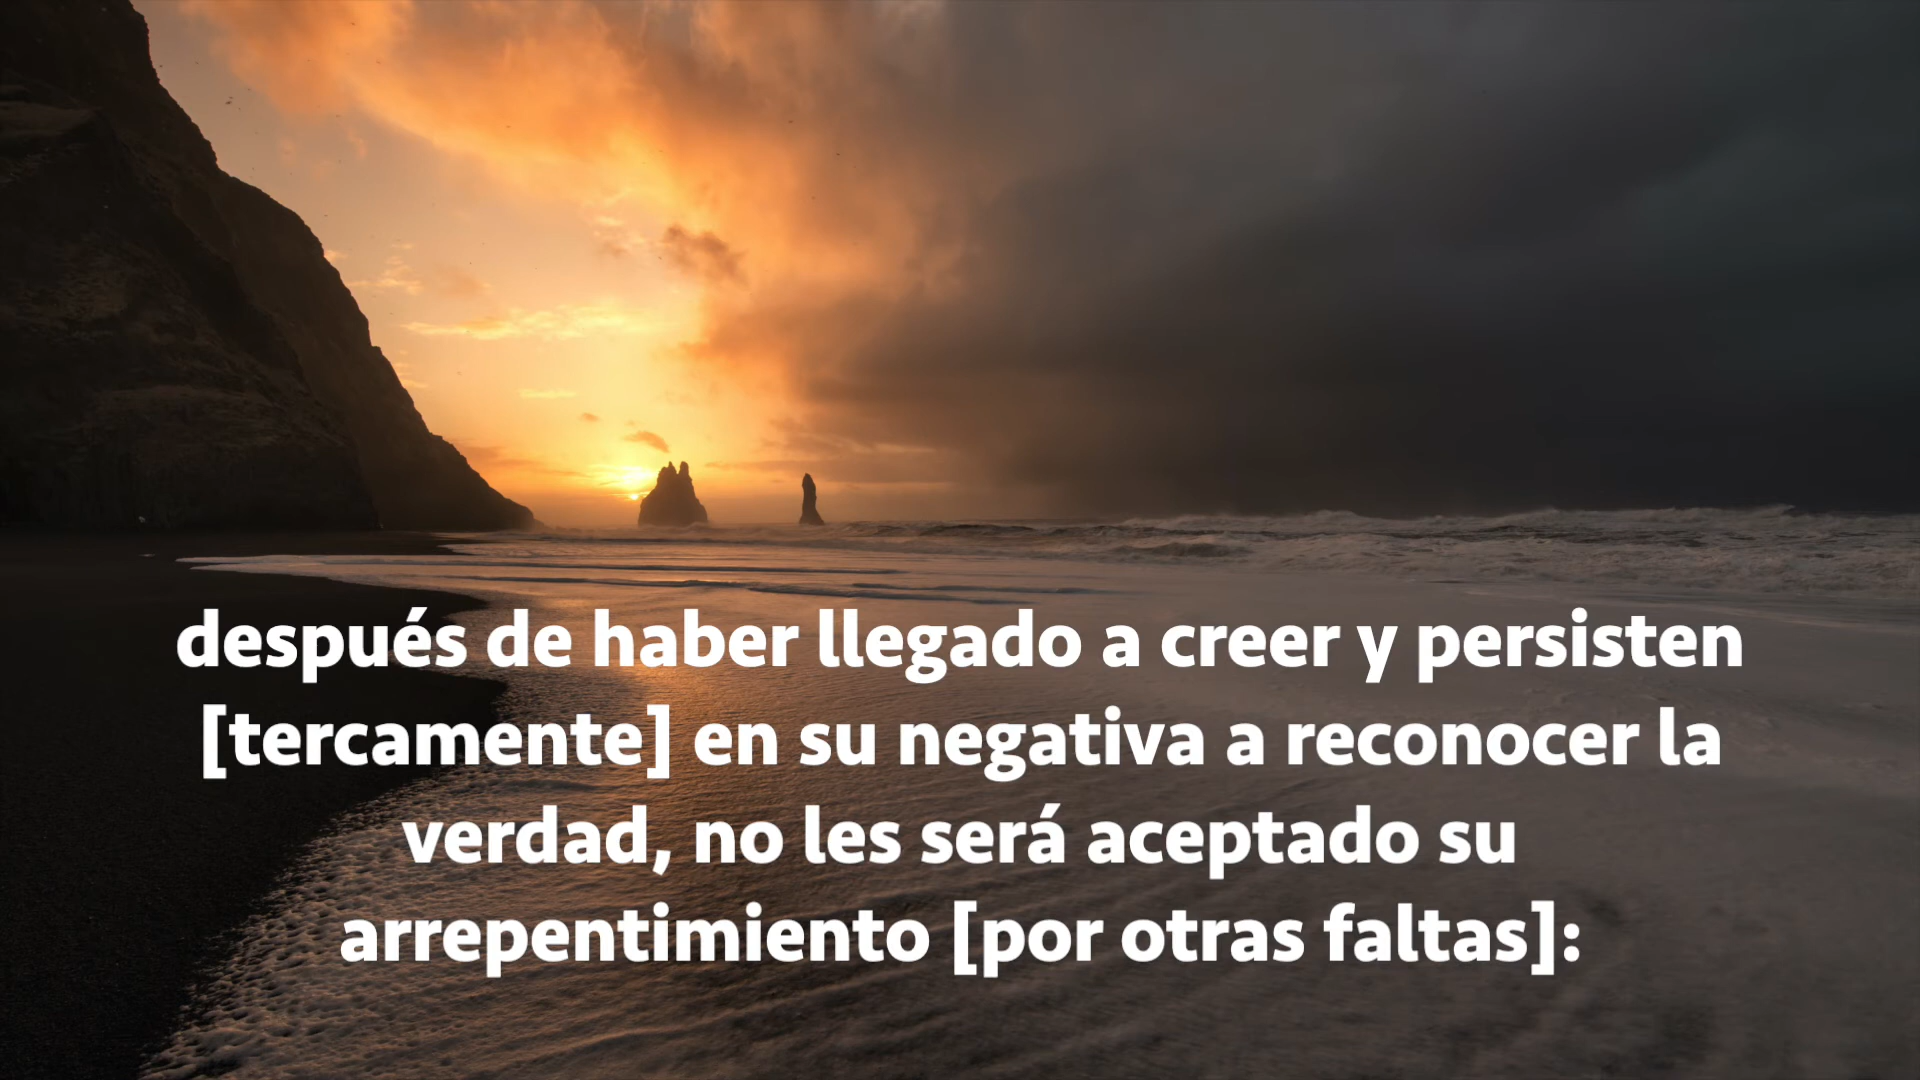 después de haber llegado a creer y persisten
[tercamente] en su negativa a reconocer la
verdad, no les será aceptado su
arrepentimiento [por otras faltas]: